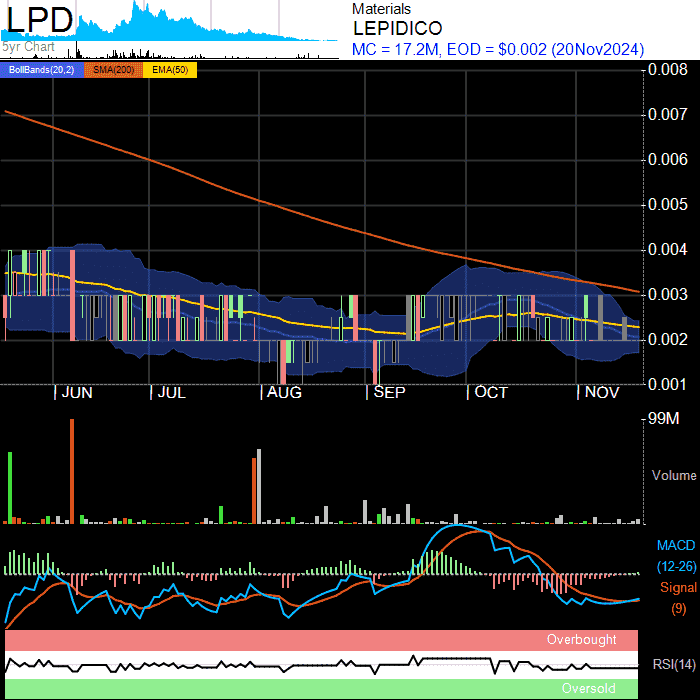 LPD
5yr Chart
Materials
LEPIDICO
MC = 17.2M, EOD = $0.002 (20Nov2024)
BollBands(20,2) SMA(200) EMA(50)
0.008
0.007
0.006
0.005
0.004
0.003
0.002
0.001
JUN JUL AUG SEP OCT NOV
99M
Volume
MACD
(12-26)
Signal
(9)
Overbought
RSI(14)
Oversold